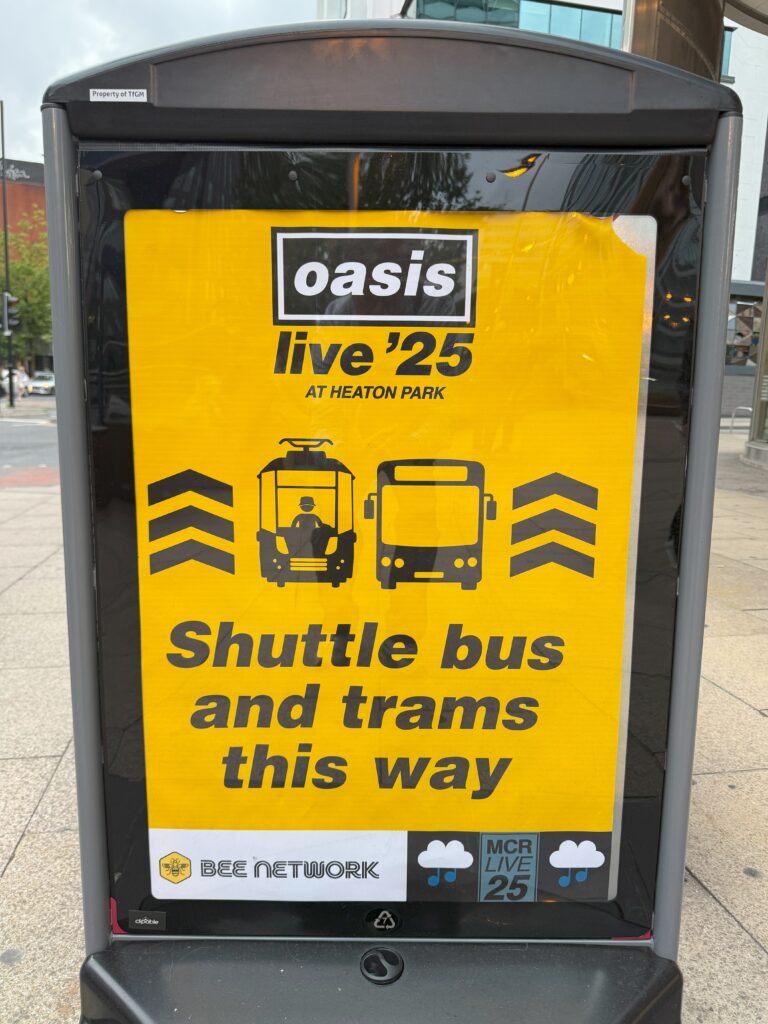 Property of TfGM
oasis
live '25
AT HEATON PARK
Shuttle bus
and trams
this way
BEE NETWORK
MCR
LIVE
25